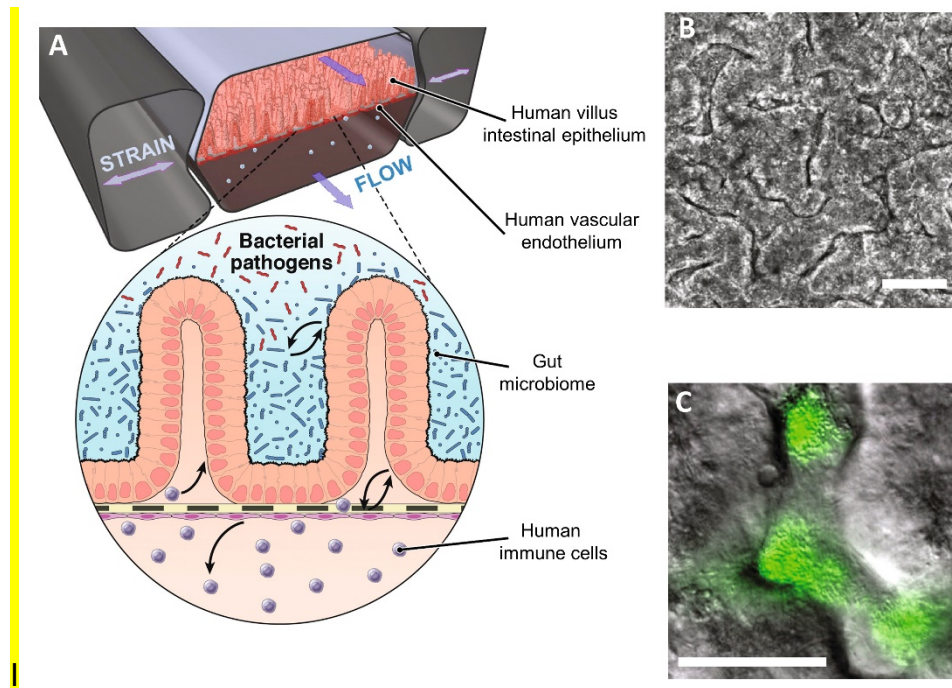 A
STRAIN
FLOW
Human villus
intestinal epithelium
Human vascular
endothelium
Bacterial
pathogens
Gut
microbiome
Human
immune cells
B
C
I